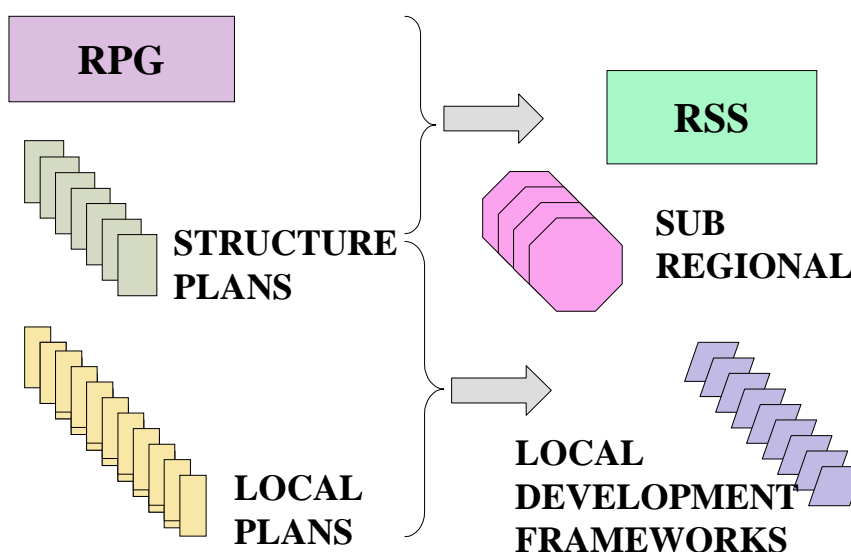 RPG
RSS
STRUCTURE
PLANS
SUB
REGIONAL
LOCAL
PLANS
LOCAL
DEVELOPMENT
FRAMEWORKS